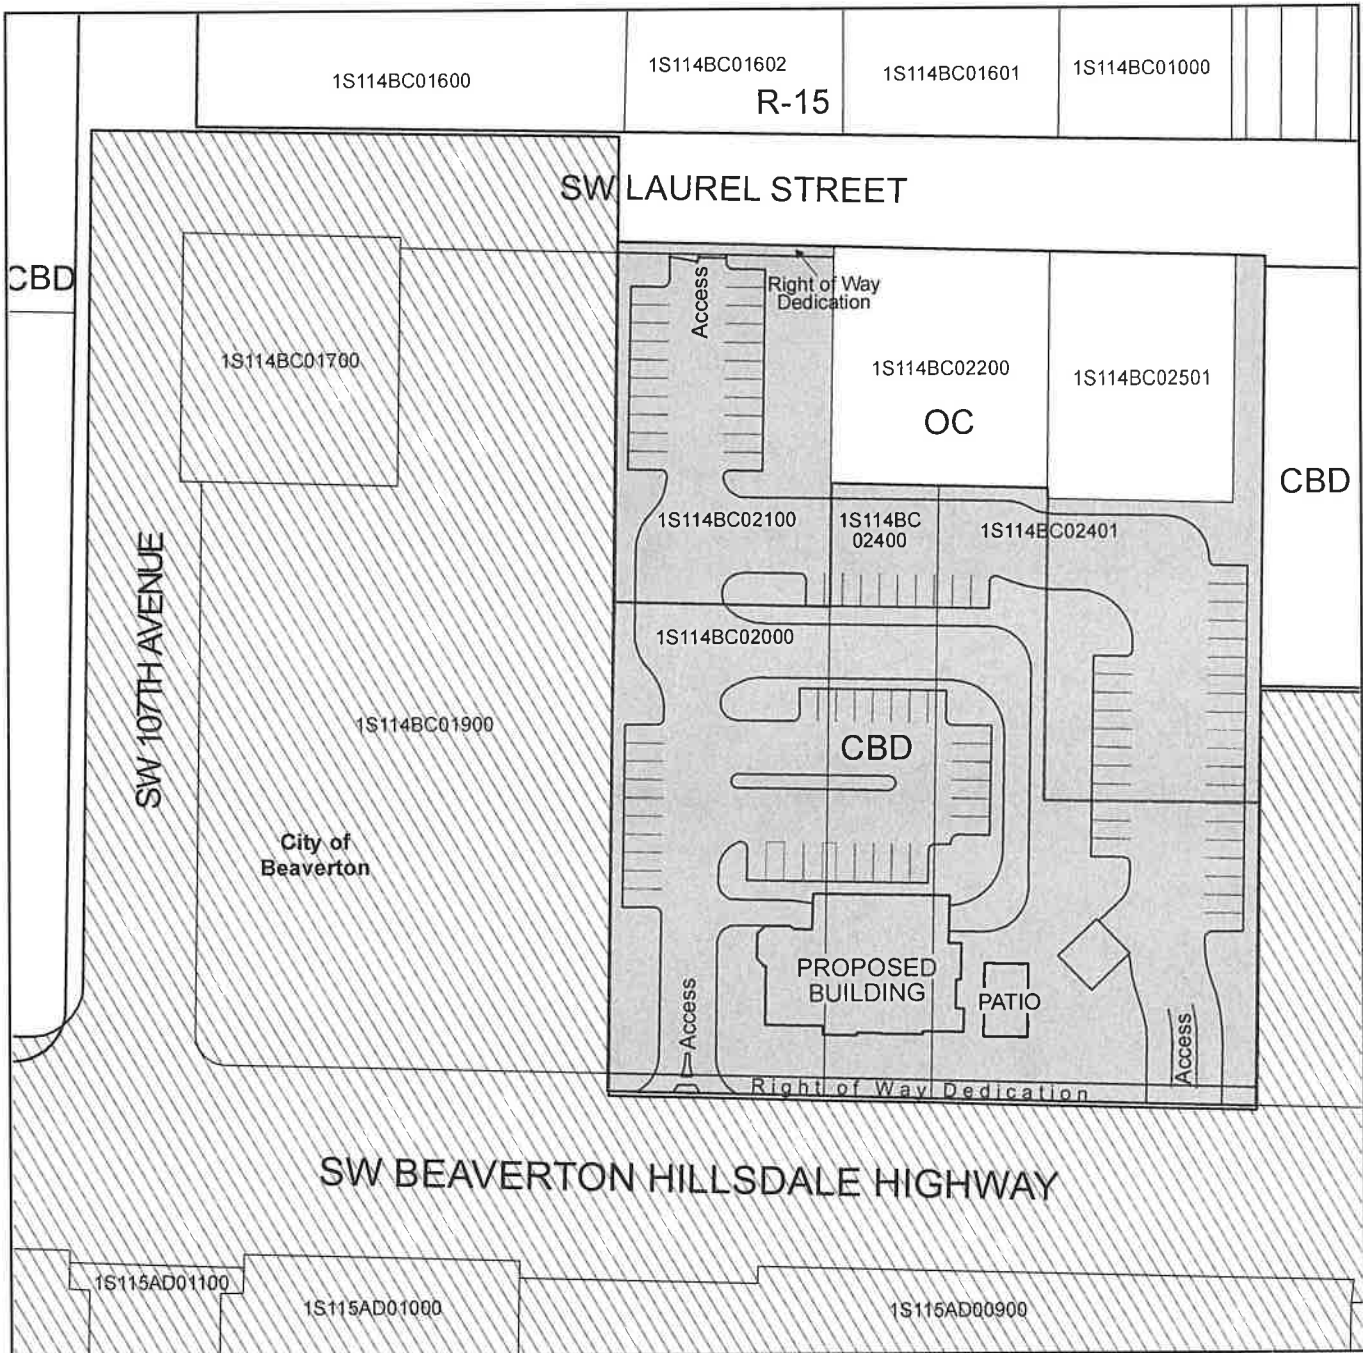 1S114BC01600
1S114BC01602
1S114BC01601
1S114BC01000
R-15
SW LAUREL STREET
CBD
Access
Right of Way
Dedication
1S114BC01700
1S114BC02200
1S114BC02501
OC
CBD
1S114BC02100
1S114BC
02400
1S114BC02401
SW 107TH AVENUE
1S114BC02000
1S114BC01900
CBD
City of
Beaverton
PROPOSED
BUILDING
PATIO
Access
Access
Right of Way Dedication
SW BEAVERTON HILLSDALE HIGHWAY
1S115AD01100
1S115AD01000
1S115AD00900